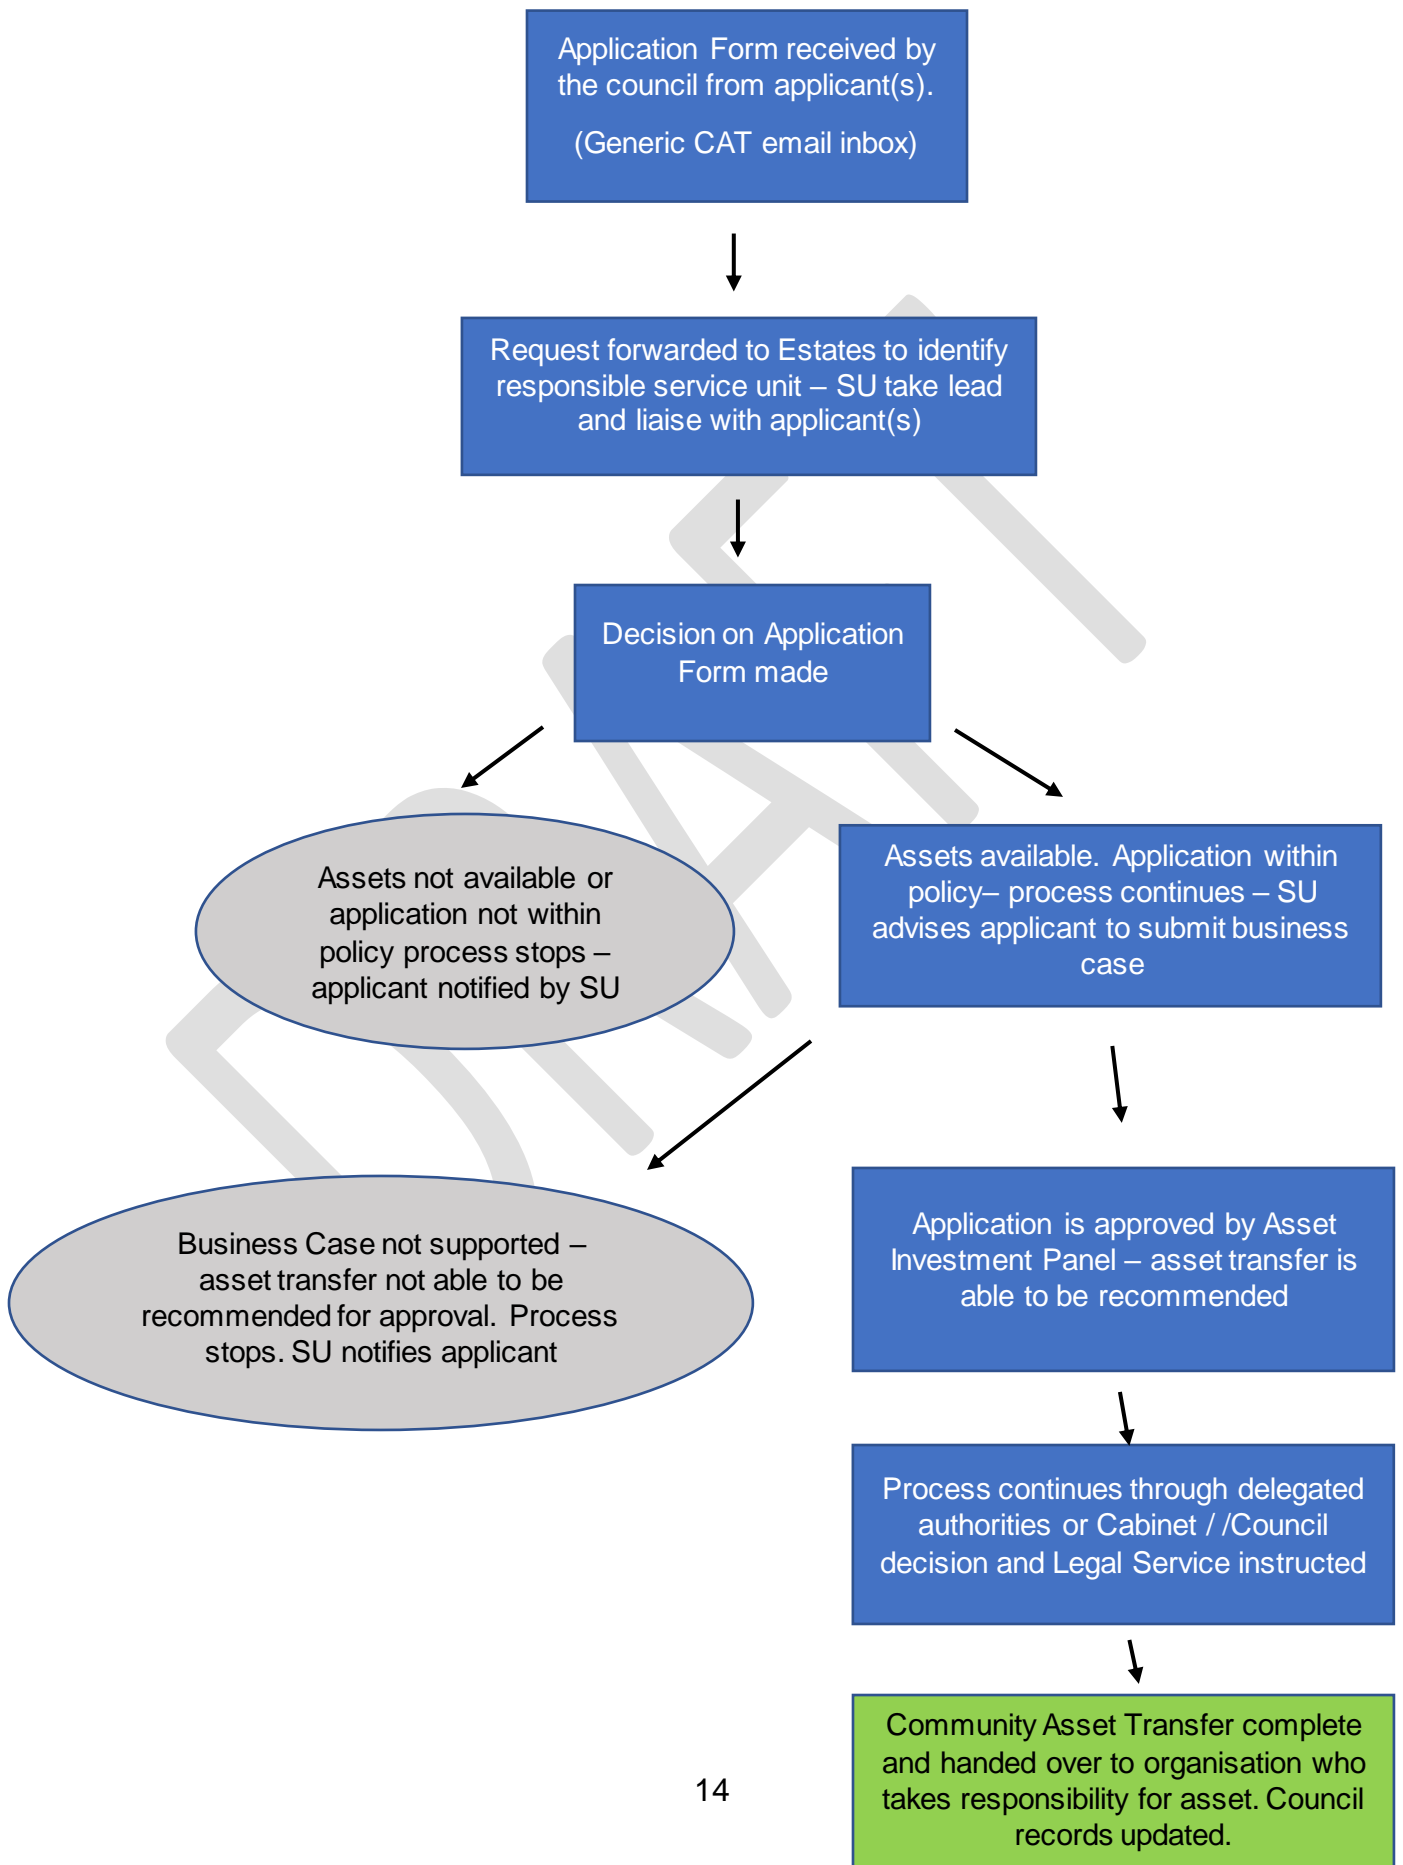 Application Form received by
the council from applicant(s).
(Generic CAT email inbox)
Request forwarded to Estates to identify
responsible service unit – SU take lead
and liaise with applicant(s)
Decision on Application
Form made
Assets not available or
application not within
policy process stops –
applicant notified by SU
Assets available. Application within
policy– process continues – SU
advises applicant to submit business
case
Business Case not supported –
asset transfer not able to be
recommended for approval. Process
stops. SU notifies applicant
Application is approved by Asset
Investment Panel – asset transfer is
able to be recommended
Process continues through delegated
authorities or Cabinet / /Council
decision and Legal Service instructed
Community Asset Transfer complete
and handed over to organisation who
takes responsibility for asset. Council
records updated.
14
DRAFT